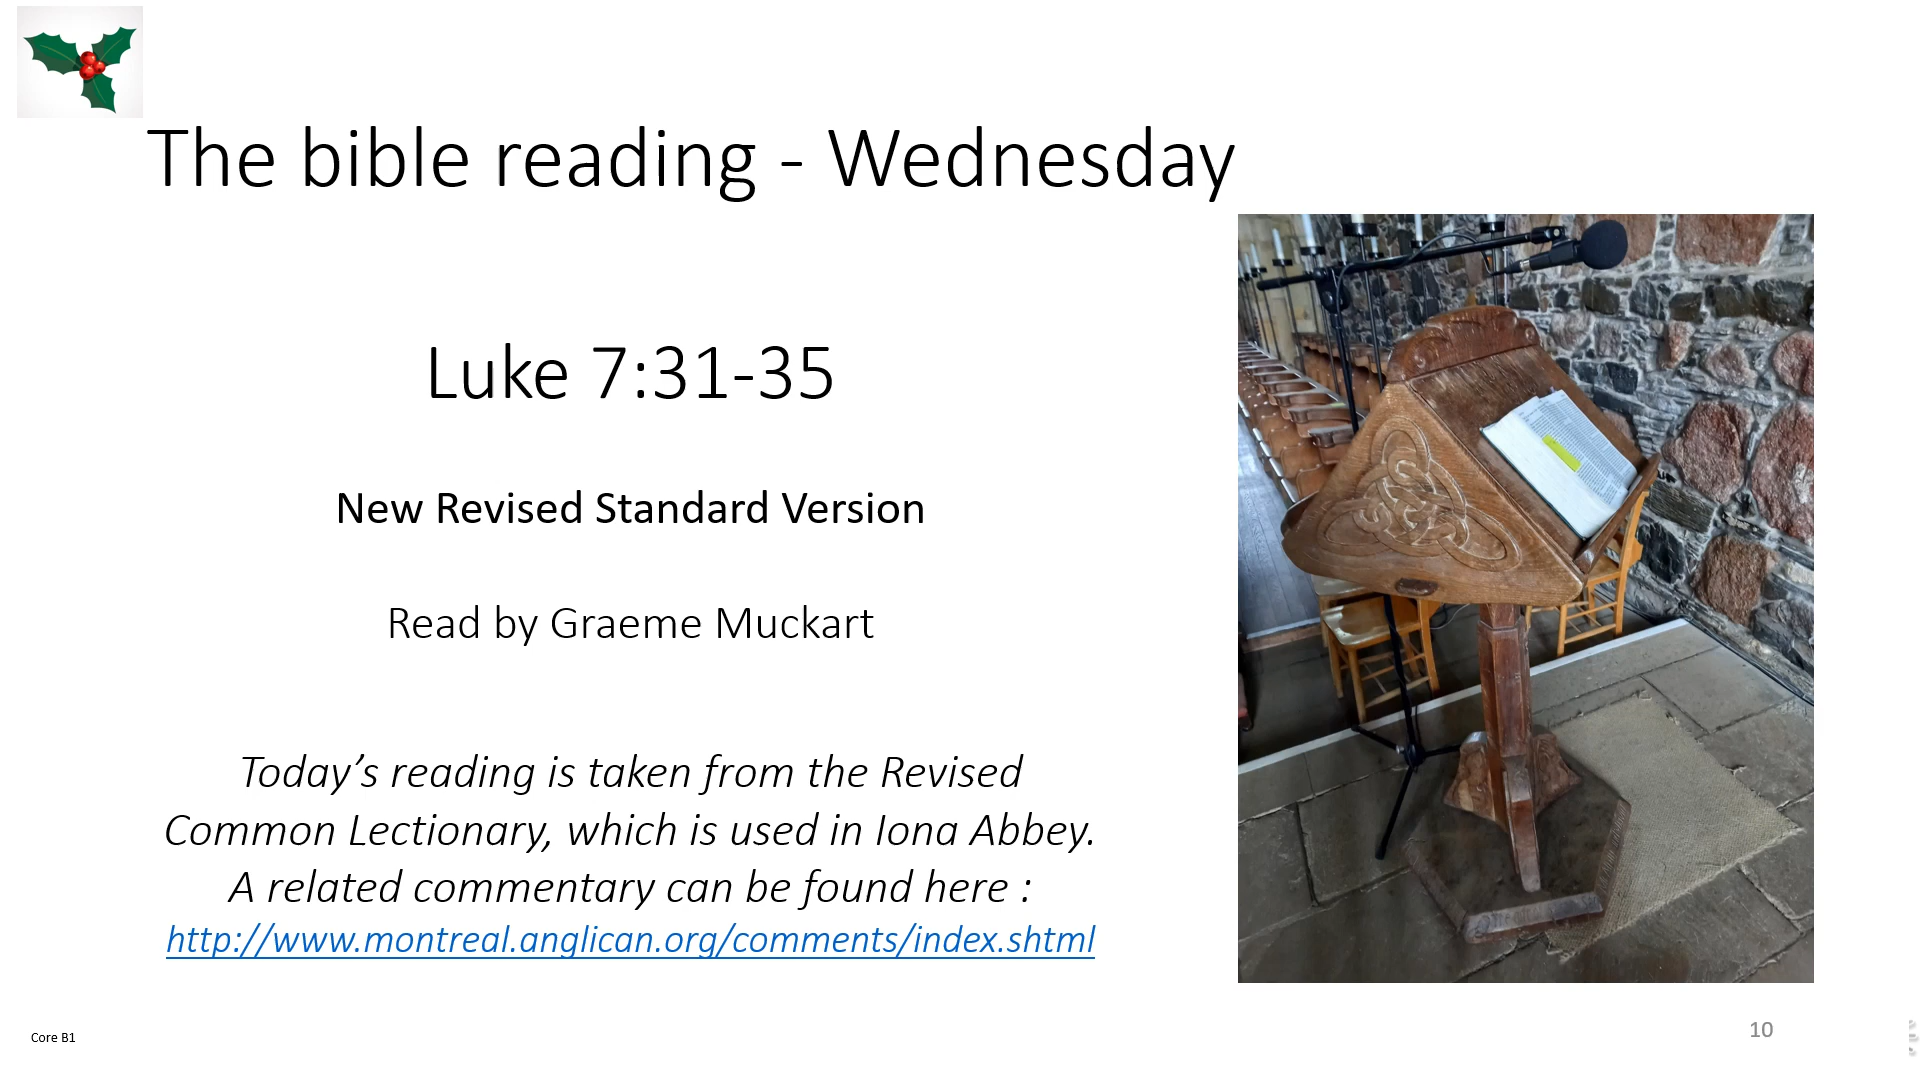 The bible reading - Wednesday
Luke 7:31-35
New Revised Standard Version
Read by Graeme Muckart
Today’s reading is taken from the Revised
Common Lectionary, which is used in Iona Abbey.
A related commentary can be found here :
http://www.montreal.anglican.org/comments/index.shtml
Core B1
10